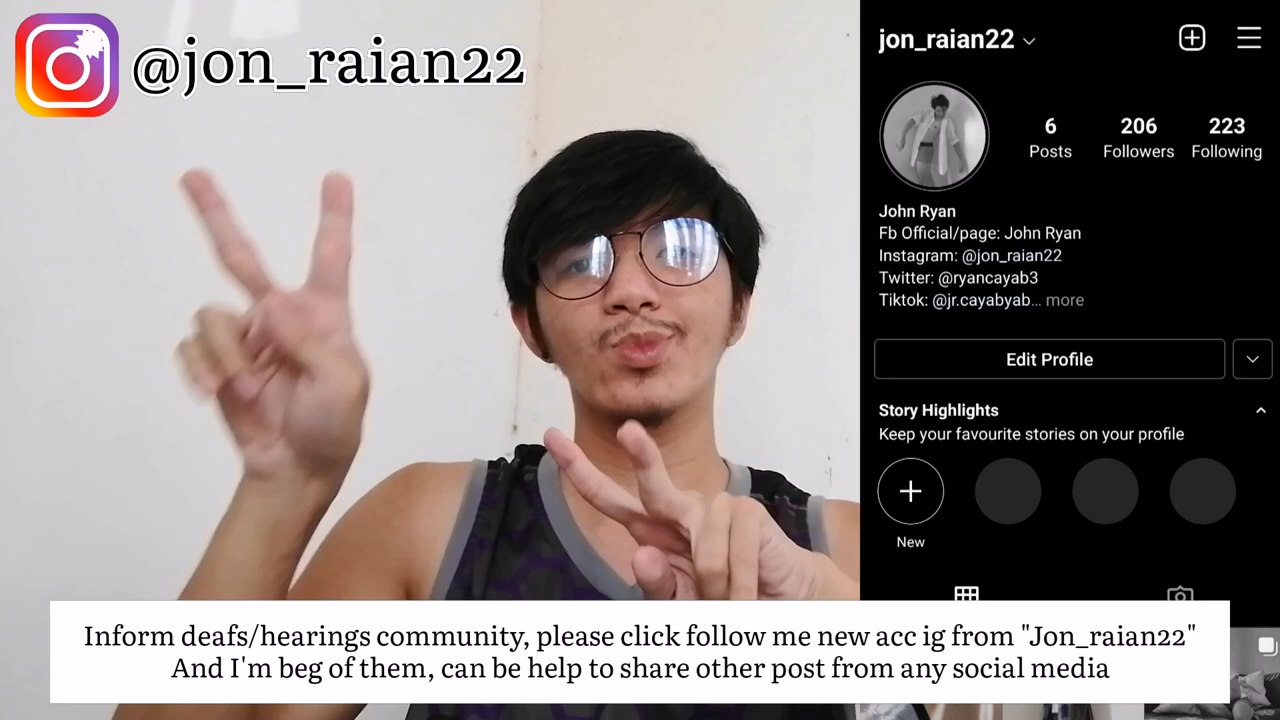 @jon_raian22
jon_raian22
6
Posts
206
Followers
223
Following
John Ryan
Fb Official/page: John Ryan
Instagram: @jon_raian22
Twitter: @ryancayab3
Tiktok: @jr.cayabyab... more
Edit Profile
Story Highlights
Keep your favourite stories on your profile
New
Inform deafs/hearings community, please click follow me new acc ig from "Jon_raian22"
And I'm beg of them, can be help to share other post from any social media